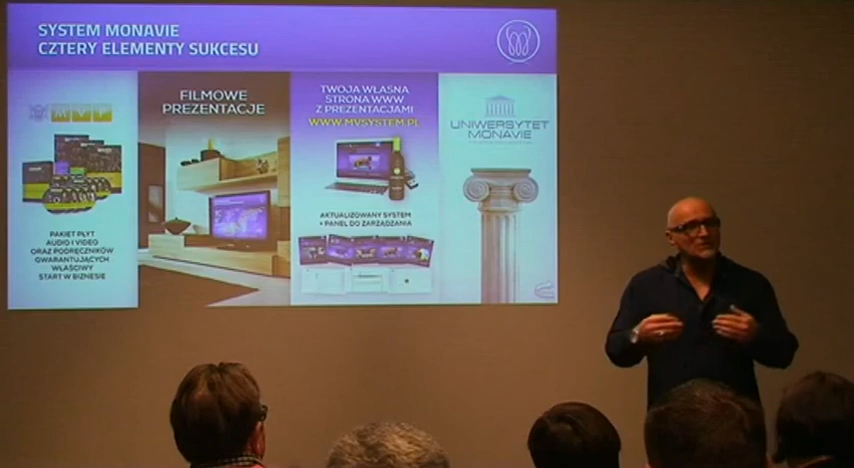 SYSTEM MONAVIE
CZTERY ELEMENTY SUKCESU
MVP
PAKIET PŁYT
AUDIO I VIDEO
ORAZ PODRĘCZNIKÓW
GWARANTUJĄCYCH
WŁAŚCIWY
START W BIZNESIE
FILMOWE
PREZENTACJE
TWOJA WŁASNA
STRONA WWW
Z PREZENTACJAMI
WWW.MVSYSTEM.PL
AKTUALIZOWANY SYSTEM
+ PANEL DO ZARZĄDZANIA
UNIWERSYTET
MONAVIE